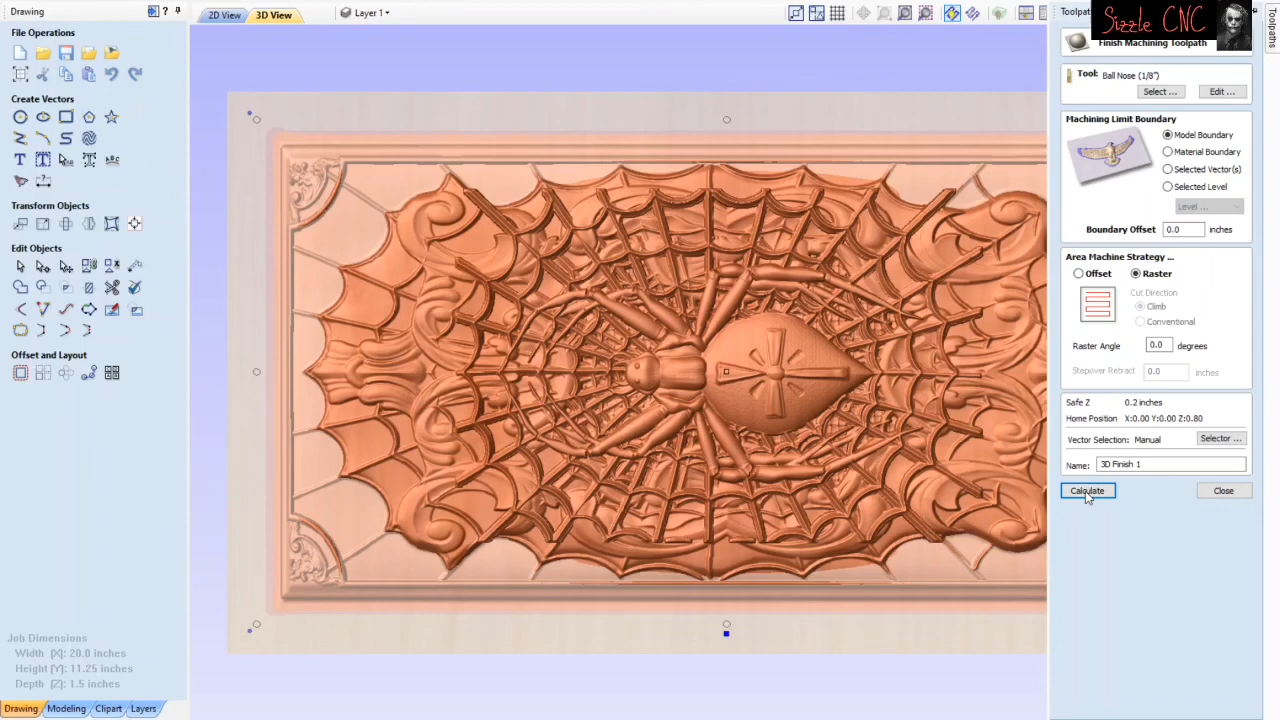 Drawing
?
2D View
3D View
Layer 1
Toolpath
Sizzle CNC
Toolpaths
File Operations
Finish Machining Toolpath
Tool: Ball Nose (1/8")
Select ...
Edit ...
Create Vectors
Machining Limit Boundary
Model Boundary
Material Boundary
Selected Vector(s)
Selected Level
Level ...
Transform Objects
Boundary Offset 0.0 inches
Edit Objects
Area Machine Strategy ...
Offset
Raster
Cut Direction
Climb
Conventional
Raster Angle 0.0 degrees
Offset and Layout
Stepover Retract 0.0 inches
Safe Z 0.2 inches
Home Position X:0.00 Y:0.00 Z:0.80
Vector Selection: Manual
Selector ...
Name: 3D Finish 1
Calculate
Close
Job Dimensions
Width (X): 20.0 inches
Height (Y): 11.25 inches
Depth (Z): 1.5 inches
Drawing
Modeling
Clipart
Layers